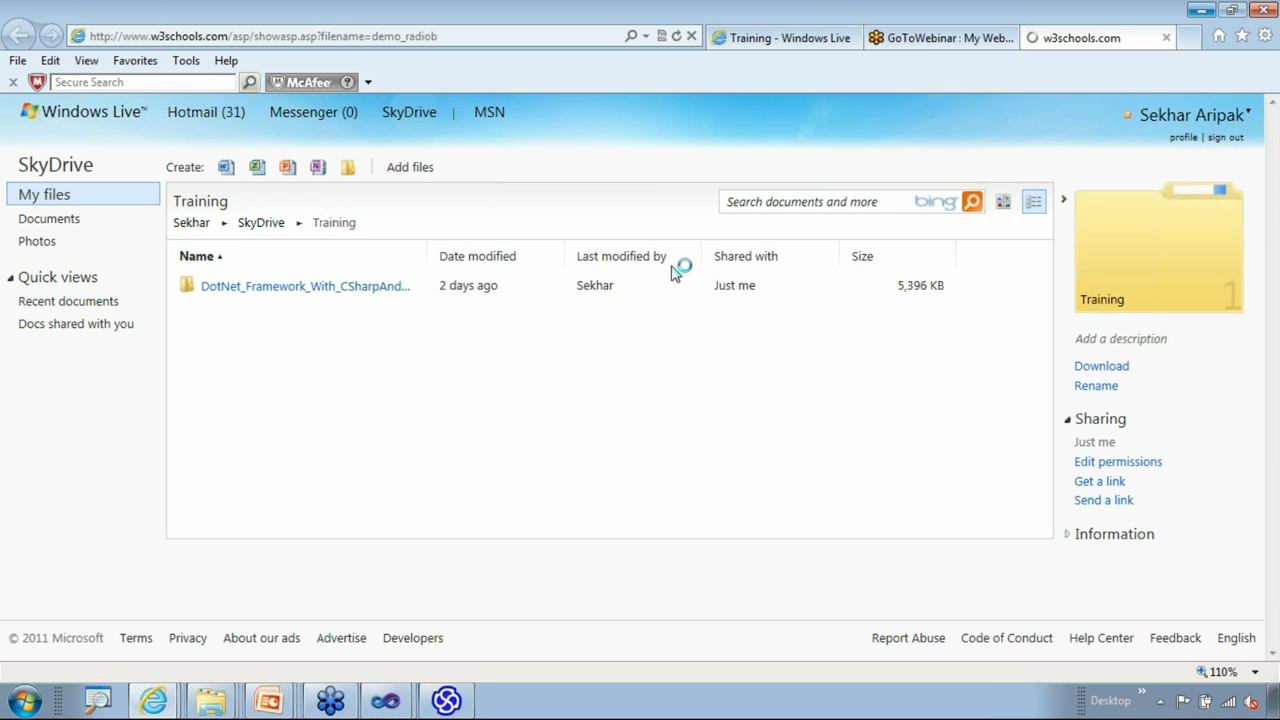 http://www.w3schools.com/asp/showasp.asp?filename=demo_radiob
Training - Windows Live
GoToWebinar : My Web...
w3schools.com
File Edit View Favorites Tools Help
Secure Search
McAfee
Windows Live™ Hotmail (31) Messenger (0) SkyDrive | MSN
Sekhar Aripak
profile | sign out
SkyDrive
My files
Documents
Photos
Quick views
Recent documents
Docs shared with you
Create: Add files
Training
Search documents and more bing
Sekhar ▸ SkyDrive ▸ Training
Name Date modified Last modified by Shared with Size
DotNet_Framework_With_CSharpAnd... 2 days ago Sekhar Just me 5,396 KB
Training 1
Add a description
Download
Rename
Sharing
Just me
Edit permissions
Get a link
Send a link
Information
© 2011 Microsoft Terms Privacy About our ads Advertise Developers Report Abuse Code of Conduct Help Center Feedback English
110%
Desktop